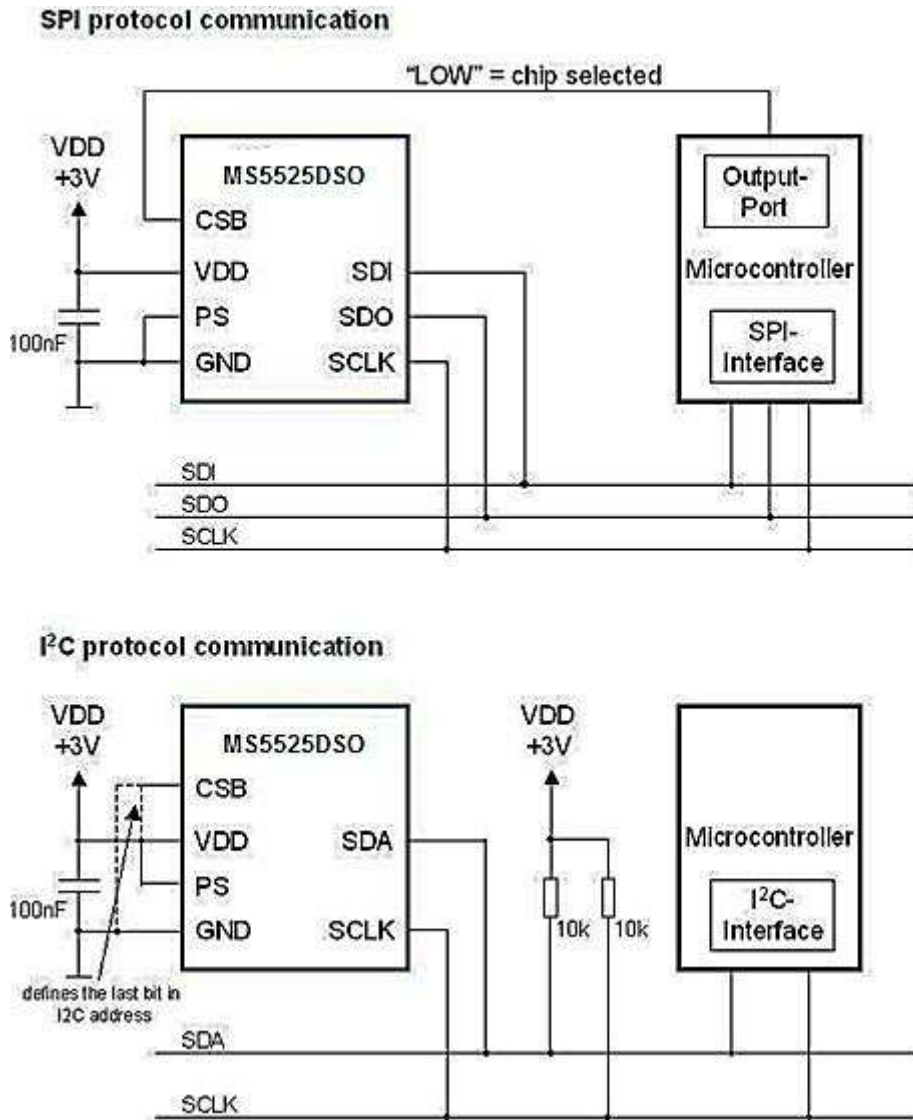 SPI protocol communication
"LOW" = chip selected
VDD
+3V
100nF
MS5525DSO
CSB
VDD
PS
GND
SDI
SDO
SCLK
Output-
Port
Microcontroller
SPI-
Interface
SDI
SDO
SCLK
I²C protocol communication
VDD
+3V
100nF
defines the last bit in
I2C address
MS5525DSO
CSB
VDD
PS
GND
SDA
SCLK
VDD
+3V
10k
10k
Microcontroller
I²C-
Interface
SDA
SCLK